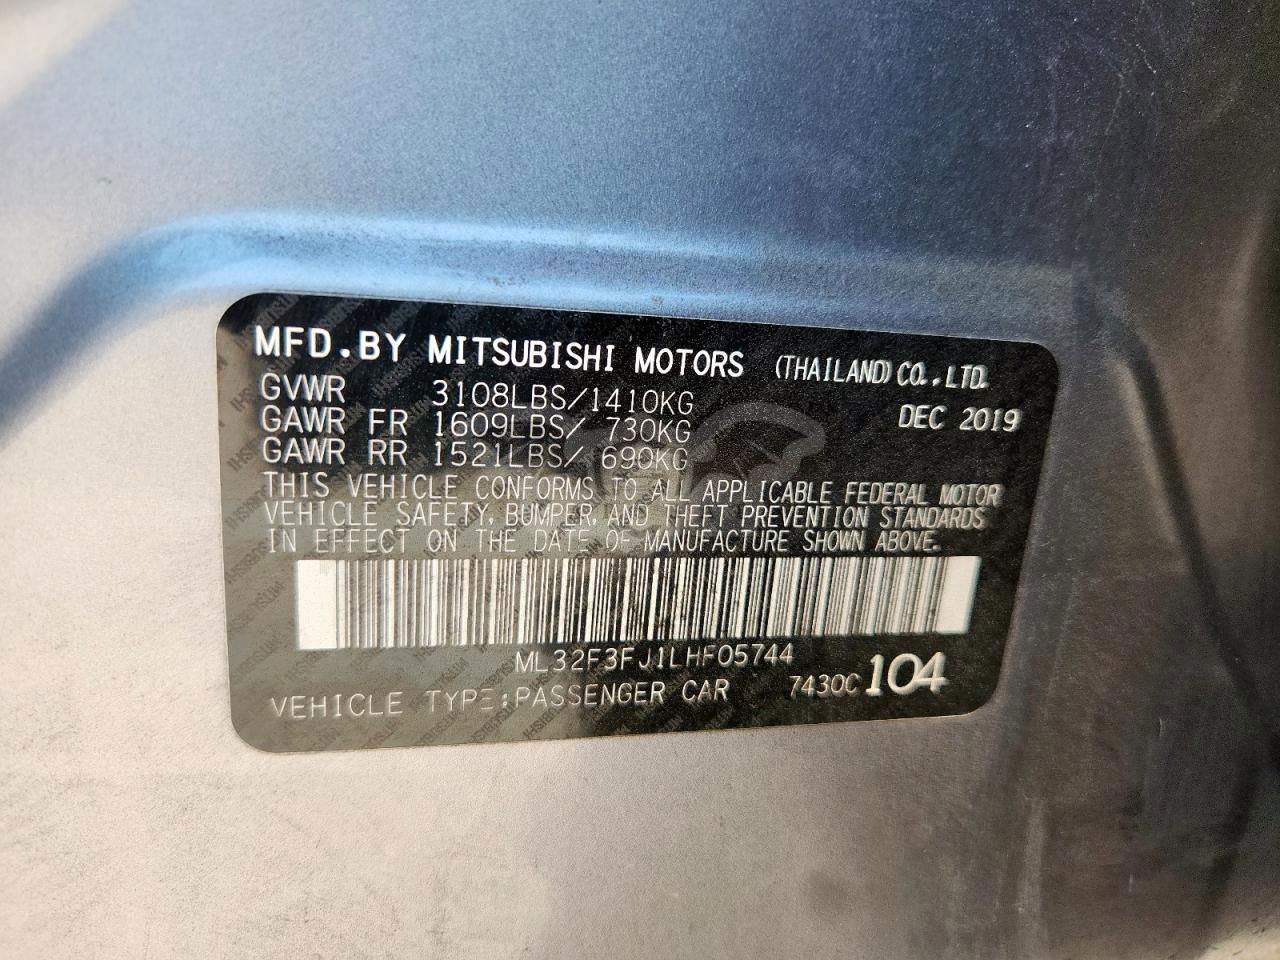 MFD.BY MITSUBISHI MOTORS (THAILAND) CO.,LTD.
GVWR 3108LBS/1410KG DEC 2019
GAWR FR 1609LBS/ 730KG
GAWR RR 1521LBS/ 690KG
THIS VEHICLE CONFORMS TO ALL APPLICABLE FEDERAL MOTOR
VEHICLE SAFETY, BUMPER, AND THEFT PREVENTION STANDARDS
IN EFFECT ON THE DATE OF MANUFACTURE SHOWN ABOVE.
ML32F3FJ1LHF05744
VEHICLE TYPE:PASSENGER CAR 7430C 104